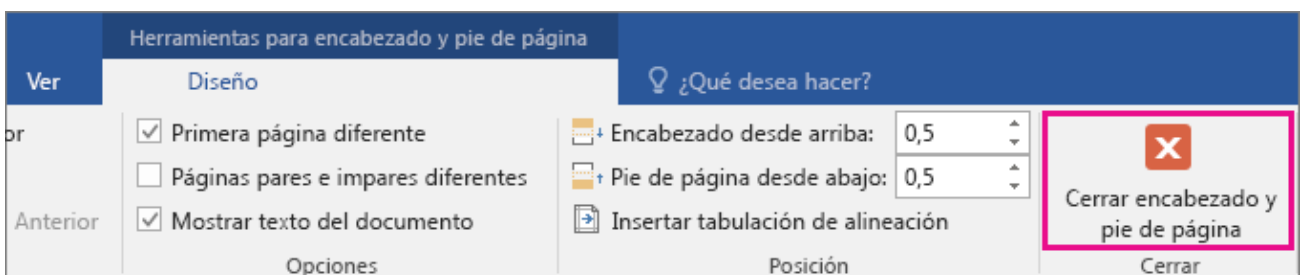 Herramientas para encabezado y pie de página
Ver
Diseño
¿Qué desea hacer?
or
Primera página diferente
Encabezado desde arriba: 0,5
Páginas pares e impares diferentes
Pie de página desde abajo: 0,5
Anterior
Mostrar texto del documento
Insertar tabulación de alineación
Cerrar encabezado y
pie de página
Opciones
Posición
Cerrar